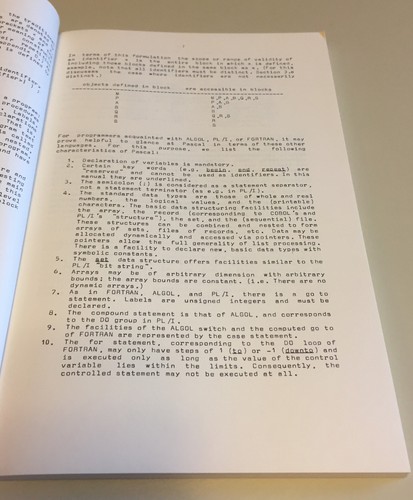 In terms of this formulation the scope or range of validity of
an identifier x is the entire block in which x is defined,
including those blocks defined in the same block as x. (For this
example, note that all identifiers must be distinct. Section 3.e
discusses the case where identifiers are not necessarily
distinct.)
objects defined in block are accessible in blocks
For programmers acquainted with ALGOL, PL/I, or FORTRAN, it may
prove helpful to glance at Pascal in terms of these other
languages. For this purpose, we list the following
characteristics of Pascal:
1. Declaration of variables is mandatory.
2. Certain key words (e.g. begin, end, repeat) are
"reserved" and cannot be used as identifiers. In this
manual they are underlined.
3. The semicolon (;) is considered as a statement separator,
not a statement terminator (as e.g. in PL/I).
4. The standard data types are those of whole and real
numbers, the logical values, and the (printable)
characters. The basic data structuring facilities include
the array, the record (corresponding to COBOL's and
PL/I's "structure"), the set, and the (sequential) file.
These structures can be combined and nested to form
arrays of sets, files of records, etc. Data may be
allocated dynamically and accessed via pointers. These
pointers allow the full generality of list processing.
There is a facility to declare new, basic data types with
symbolic constants.
5. The set data structure offers facilities similar to the
PL/I "bit string".
6. Arrays may be of arbitrary dimension with arbitrary
bounds; the array bounds are constant. (i.e. There are no
dynamic arrays.)
7. As in FORTRAN, ALGOL, and PL/I, there is a go to
statement. Labels are unsigned integers and must be
declared.
8. The compound statement is that of ALGOL, and corresponds
to the DO group in PL/I.
9. The facilities of the ALGOL switch and the computed go to
of FORTRAN are represented by the case statement.
10. The for statement, corresponding to the DO loop of
FORTRAN, may only have steps of 1 (to) or -1 (downto) and
is executed only as long as the value of the control
variable lies within the limits. Consequently, the
controlled statement may not be executed at all.